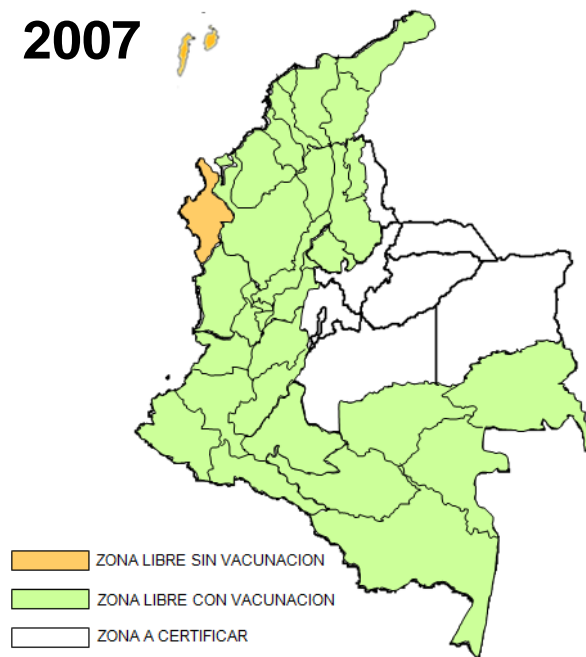 2007
ZONA LIBRE SIN VACUNACION
ZONA LIBRE CON VACUNACION
ZONA A CERTIFICAR